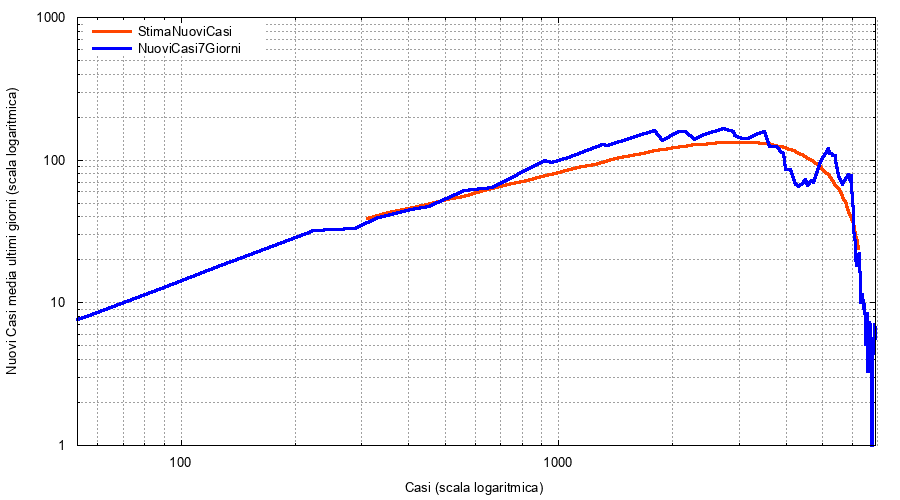 1000
StimaNuoviCasi
NuoviCasi7Giorni
100
10
1
100
1000
Nuovi Casi media ultimi giorni (scala logaritmica)
Casi (scala logaritmica)